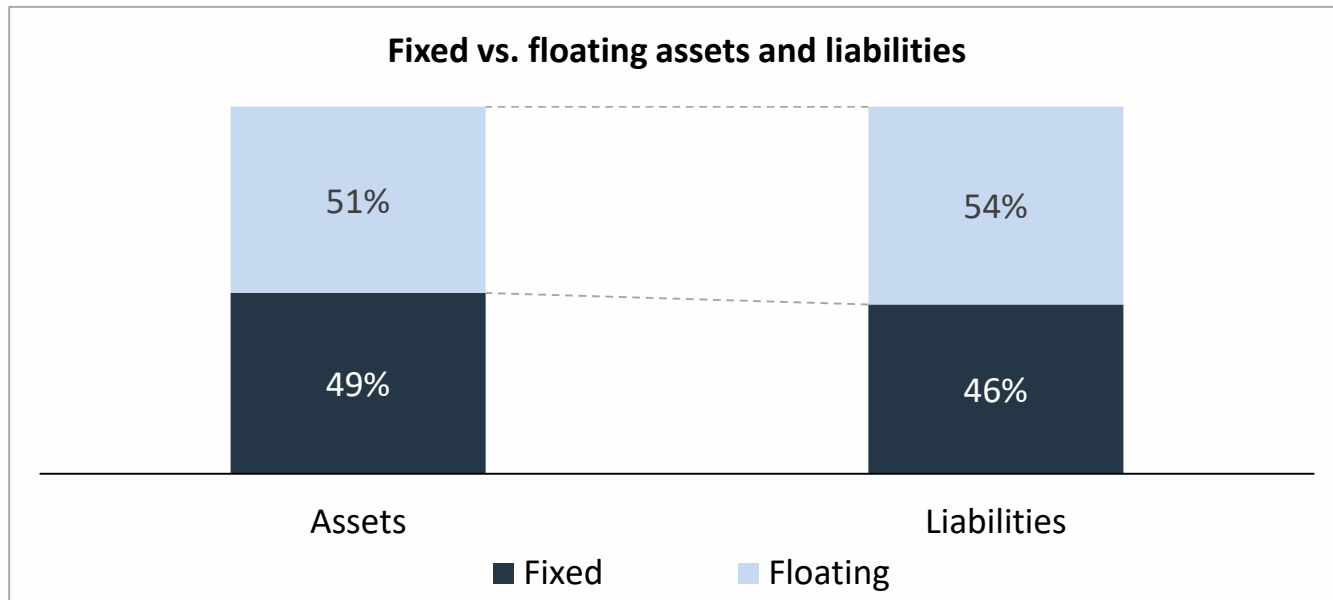 Fixed vs. floating assets and liabilities
51%
54%
49%
46%
Assets
Liabilities
Fixed
Floating